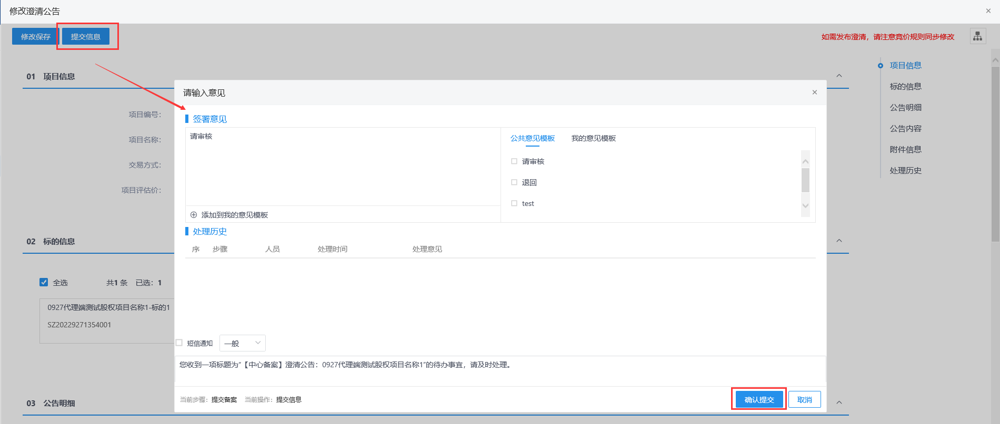 修改澄清公告
修改保存 提交信息
如需发布澄清，请注意竞价规则同步修改
01 项目信息
项目编号：
项目名称：
交易方式：
项目评估价：
02 标的信息
全选 共1 条 已选：1
0927代理端测试股权项目名称1-标的1
SZ20229271354001
03 公告明细
请输入意见
签署意见
请审核
添加到我的意见模板
公共意见模板 我的意见模板
请审核
退回
test
处理历史
序 步骤 人员 处理时间 处理意见
短信通知 一般
您收到一项标题为“【中心备案】澄清公告：0927代理端测试股权项目名称1”的待办事宜，请及时处理。
当前步骤：提交备案 当前操作：提交信息
确认提交 取消
项目信息
标的信息
公告明细
公告内容
附件信息
处理历史